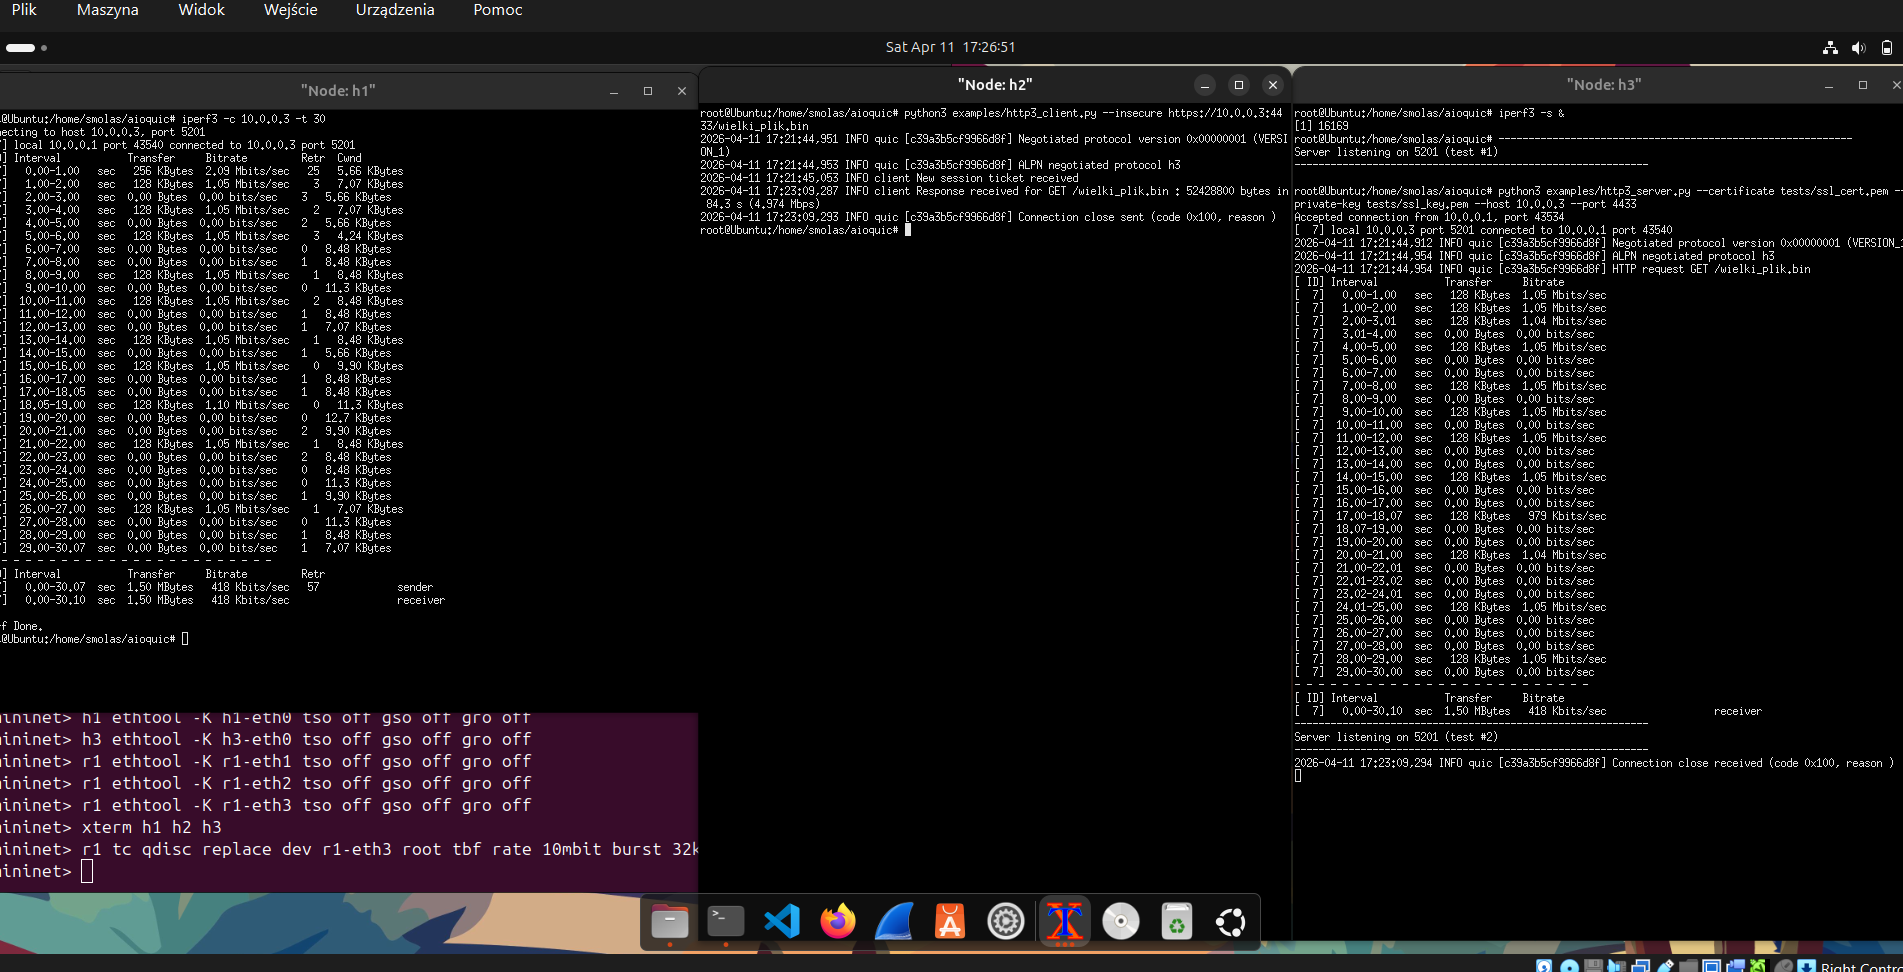 Plik Maszyna Widok Wejście Urządzenia Pomoc
Sat Apr 11 17:26:51
"Node: h1"
@Ubuntu:/home/smolas/aioquic# iperf3 -c 10.0.0.3 -t 30
ecting to host 10.0.0.3, port 5201
] local 10.0.0.1 port 43540 connected to 10.0.0.3 port 5201
] Interval Transfer Bitrate Retr Cwnd
] 0.00-1.00 sec 256 KBytes 2.09 Mbits/sec 25 5.66 KBytes
] 1.00-2.00 sec 128 KBytes 1.05 Mbits/sec 3 7.07 KBytes
] 2.00-3.00 sec 0.00 Bytes 0.00 bits/sec 3 5.66 KBytes
] 3.00-4.00 sec 128 KBytes 1.05 Mbits/sec 2 7.07 KBytes
] 4.00-5.00 sec 0.00 Bytes 0.00 bits/sec 2 5.66 KBytes
] 5.00-6.00 sec 128 KBytes 1.05 Mbits/sec 3 4.24 KBytes
] 6.00-7.00 sec 0.00 Bytes 0.00 bits/sec 0 8.48 KBytes
] 7.00-8.00 sec 0.00 Bytes 0.00 bits/sec 1 8.48 KBytes
] 8.00-9.00 sec 128 KBytes 1.05 Mbits/sec 1 8.48 KBytes
] 9.00-10.00 sec 0.00 Bytes 0.00 bits/sec 0 11.3 KBytes
] 10.00-11.00 sec 128 KBytes 1.05 Mbits/sec 2 8.48 KBytes
] 11.00-12.00 sec 0.00 Bytes 0.00 bits/sec 1 8.48 KBytes
] 12.00-13.00 sec 0.00 Bytes 0.00 bits/sec 1 7.07 KBytes
] 13.00-14.00 sec 128 KBytes 1.05 Mbits/sec 1 8.48 KBytes
] 14.00-15.00 sec 0.00 Bytes 0.00 bits/sec 1 5.66 KBytes
] 15.00-16.00 sec 128 KBytes 1.05 Mbits/sec 0 9.90 KBytes
] 16.00-17.00 sec 0.00 Bytes 0.00 bits/sec 1 8.48 KBytes
] 17.00-18.05 sec 0.00 Bytes 0.00 bits/sec 1 8.48 KBytes
] 18.05-19.00 sec 128 KBytes 1.10 Mbits/sec 0 11.3 KBytes
] 19.00-20.00 sec 0.00 Bytes 0.00 bits/sec 0 12.7 KBytes
] 20.00-21.00 sec 0.00 Bytes 0.00 bits/sec 2 9.90 KBytes
] 21.00-22.00 sec 128 KBytes 1.05 Mbits/sec 1 8.48 KBytes
] 22.00-23.00 sec 0.00 Bytes 0.00 bits/sec 2 8.48 KBytes
] 23.00-24.00 sec 0.00 Bytes 0.00 bits/sec 0 8.48 KBytes
] 24.00-25.00 sec 0.00 Bytes 0.00 bits/sec 0 11.3 KBytes
] 25.00-26.00 sec 0.00 Bytes 0.00 bits/sec 1 9.90 KBytes
] 26.00-27.00 sec 128 KBytes 1.05 Mbits/sec 1 7.07 KBytes
] 27.00-28.00 sec 0.00 Bytes 0.00 bits/sec 0 11.3 KBytes
] 28.00-29.00 sec 0.00 Bytes 0.00 bits/sec 1 8.48 KBytes
] 29.00-30.07 sec 0.00 Bytes 0.00 bits/sec 1 7.07 KBytes
- - - - - - - - - - - - - - - - - - - - - - -
] Interval Transfer Bitrate Retr
] 0.00-30.07 sec 1.50 MBytes 418 Kbits/sec 57 sender
] 0.00-30.10 sec 1.50 MBytes 418 Kbits/sec receiver
f Done.
@Ubuntu:/home/smolas/aioquic#
ininet> h1 ethtool -K h1-eth0 tso off gso off gro off
ininet> h3 ethtool -K h3-eth0 tso off gso off gro off
ininet> r1 ethtool -K r1-eth1 tso off gso off gro off
ininet> r1 ethtool -K r1-eth2 tso off gso off gro off
ininet> r1 ethtool -K r1-eth3 tso off gso off gro off
ininet> xterm h1 h2 h3
ininet> r1 tc qdisc replace dev r1-eth3 root tbf rate 10mbit burst 32k
ininet>
"Node: h2"
root@Ubuntu:/home/smolas/aioquic# python3 examples/http3_client.py --insecure https://10.0.0.3:44
33/wielki_plik.bin
2026-04-11 17:21:44,951 INFO quic [c39a3b5cf9966d8f] Negotiated protocol version 0x00000001 (VERSI
ON_1)
2026-04-11 17:21:44,953 INFO quic [c39a3b5cf9966d8f] ALPN negotiated protocol h3
2026-04-11 17:21:45,053 INFO client New session ticket received
2026-04-11 17:23:09,287 INFO client Response received for GET /wielki_plik.bin : 52428800 bytes in
84.3 s (4.974 Mbps)
2026-04-11 17:23:09,293 INFO quic [c39a3b5cf9966d8f] Connection close sent (code 0x100, reason )
root@Ubuntu:/home/smolas/aioquic#
"Node: h3"
root@Ubuntu:/home/smolas/aioquic# iperf3 -s &
[1] 16169
root@Ubuntu:/home/smolas/aioquic# -----------------------------------------------------------
Server listening on 5201 (test #1)
-----------------------------------------------------------
root@Ubuntu:/home/smolas/aioquic# python3 examples/http3_server.py --certificate tests/ssl_cert.pem --
private-key tests/ssl_key.pem --host 10.0.0.3 --port 4433
Accepted connection from 10.0.0.1, port 43534
[ 7] local 10.0.0.3 port 5201 connected to 10.0.0.1 port 43540
2026-04-11 17:21:44,912 INFO quic [c39a3b5cf9966d8f] Negotiated protocol version 0x00000001 (VERSION_1
2026-04-11 17:21:44,954 INFO quic [c39a3b5cf9966d8f] ALPN negotiated protocol h3
2026-04-11 17:21:44,954 INFO quic [c39a3b5cf9966d8f] HTTP request GET /wielki_plik.bin
[ ID] Interval Transfer Bitrate
[ 7] 0.00-1.00 sec 128 KBytes 1.05 Mbits/sec
[ 7] 1.00-2.00 sec 128 KBytes 1.05 Mbits/sec
[ 7] 2.00-3.01 sec 128 KBytes 1.04 Mbits/sec
[ 7] 3.01-4.00 sec 0.00 Bytes 0.00 bits/sec
[ 7] 4.00-5.00 sec 128 KBytes 1.05 Mbits/sec
[ 7] 5.00-6.00 sec 0.00 Bytes 0.00 bits/sec
[ 7] 6.00-7.00 sec 0.00 Bytes 0.00 bits/sec
[ 7] 7.00-8.00 sec 128 KBytes 1.05 Mbits/sec
[ 7] 8.00-9.00 sec 0.00 Bytes 0.00 bits/sec
[ 7] 9.00-10.00 sec 128 KBytes 1.05 Mbits/sec
[ 7] 10.00-11.00 sec 0.00 Bytes 0.00 bits/sec
[ 7] 11.00-12.00 sec 128 KBytes 1.05 Mbits/sec
[ 7] 12.00-13.00 sec 0.00 Bytes 0.00 bits/sec
[ 7] 13.00-14.00 sec 0.00 Bytes 0.00 bits/sec
[ 7] 14.00-15.00 sec 128 KBytes 1.05 Mbits/sec
[ 7] 15.00-16.00 sec 0.00 Bytes 0.00 bits/sec
[ 7] 16.00-17.00 sec 0.00 Bytes 0.00 bits/sec
[ 7] 17.00-18.07 sec 128 KBytes 979 Kbits/sec
[ 7] 18.07-19.00 sec 0.00 Bytes 0.00 bits/sec
[ 7] 19.00-20.00 sec 0.00 Bytes 0.00 bits/sec
[ 7] 20.00-21.00 sec 128 KBytes 1.04 Mbits/sec
[ 7] 21.00-22.01 sec 0.00 Bytes 0.00 bits/sec
[ 7] 22.01-23.02 sec 0.00 Bytes 0.00 bits/sec
[ 7] 23.02-24.01 sec 0.00 Bytes 0.00 bits/sec
[ 7] 24.01-25.00 sec 128 KBytes 1.05 Mbits/sec
[ 7] 25.00-26.00 sec 0.00 Bytes 0.00 bits/sec
[ 7] 26.00-27.00 sec 0.00 Bytes 0.00 bits/sec
[ 7] 27.00-28.00 sec 0.00 Bytes 0.00 bits/sec
[ 7] 28.00-29.00 sec 128 KBytes 1.05 Mbits/sec
[ 7] 29.00-30.00 sec 0.00 Bytes 0.00 bits/sec
- - - - - - - - - - - - - - - - - - - - - - - - -
[ ID] Interval Transfer Bitrate
[ 7] 0.00-30.10 sec 1.50 MBytes 418 Kbits/sec receiver
-----------------------------------------------------------
Server listening on 5201 (test #2)
-----------------------------------------------------------
2026-04-11 17:23:09,294 INFO quic [c39a3b5cf9966d8f] Connection close received (code 0x100, reason )
Right Contro